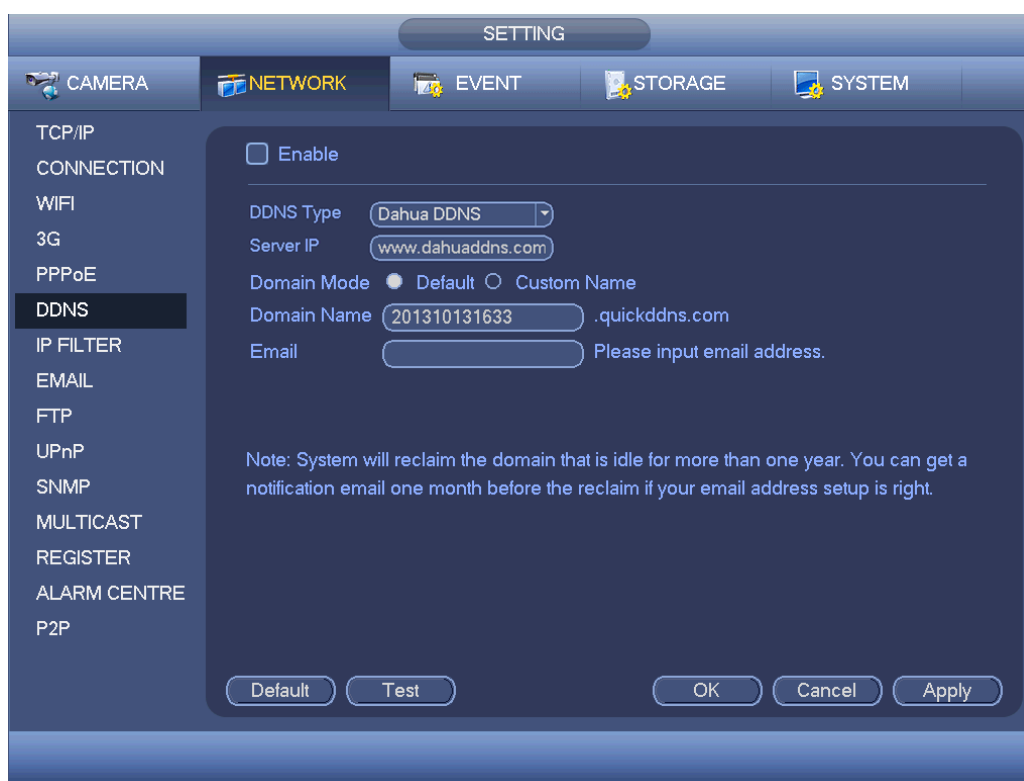 SETTING
CAMERA NETWORK EVENT STORAGE SYSTEM
TCP/IP
CONNECTION
WIFI
3G
PPPoE
DDNS
IP FILTER
EMAIL
FTP
UPnP
SNMP
MULTICAST
REGISTER
ALARM CENTRE
P2P
Enable
DDNS Type Dahua DDNS
Server IP www.dahuaddns.com
Domain Mode Default Custom Name
Domain Name 201310131633 .quickddns.com
Email Please input email address.
Note: System will reclaim the domain that is idle for more than one year. You can get a
notification email one month before the reclaim if your email address setup is right.
Default Test OK Cancel Apply